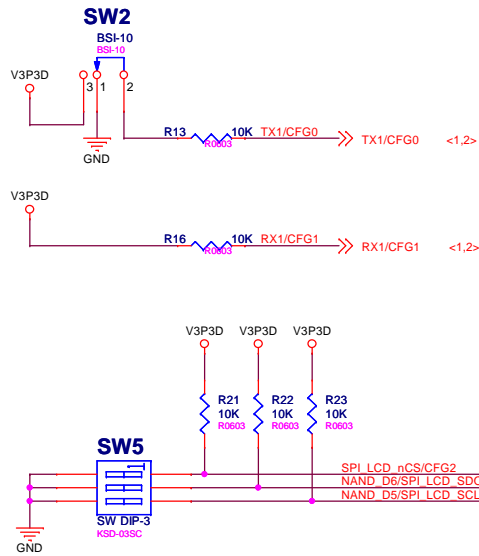 SW2
BSI-10
BSI-10
V3P3D
3 1 2
R13 10K TX1/CFG0
R0603
TX1/CFG0 <1,2>
GND
V3P3D
R16 10K RX1/CFG1
R0603
RX1/CFG1 <1,2>
V3P3D V3P3D V3P3D
R21 R22 R23
10K 10K 10K
R0603 R0603 R0603
SW5
SPI_LCD_nCS/CFG2
NAND_D6/SPI_LCD_SDO
NAND_D5/SPI_LCD_SCL
SW DIP-3
KSD-03SC
GND